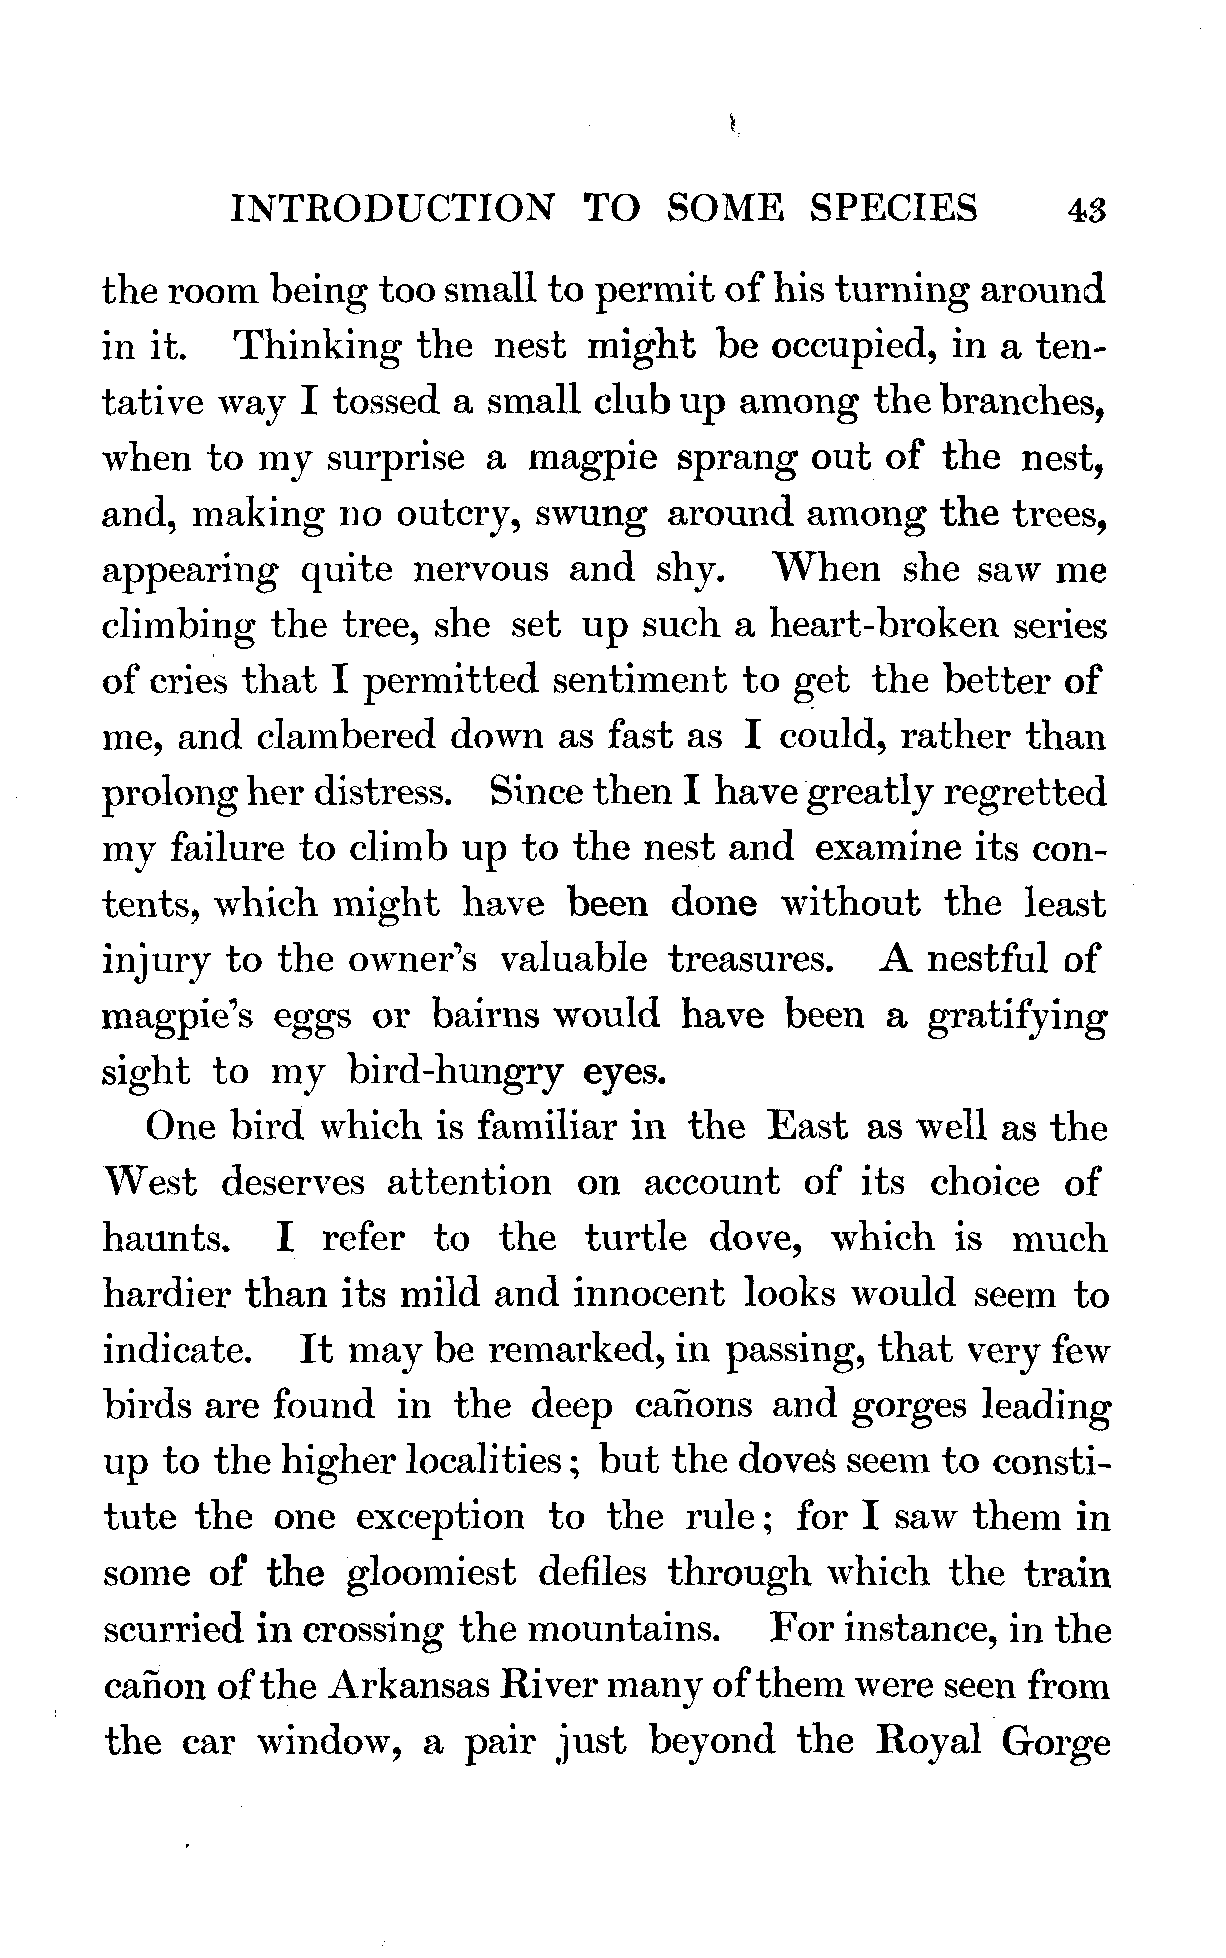 INTRODUCTION TO SOME SPECIES 43
the room being too small to permit of his turning around
in it. Thinking the nest might be occupied, in a ten-
tative way I tossed a small club up among the branches,
when to my surprise a magpie sprang out of the nest,
and, making no outcry, swung around among the trees,
appearing quite nervous and shy. When she saw me
climbing the tree, she set up such a heart-broken series
of cries that I permitted sentiment to get the better of
me, and clambered down as fast as I could, rather than
prolong her distress. Since then I have greatly regretted
my failure to climb up to the nest and examine its con-
tents, which might have been done without the least
injury to the owner's valuable treasures. A nestful of
magpie's eggs or bairns would have been a gratifying
sight to my bird-hungry eyes.
One bird which is familiar in the East as well as the
West deserves attention on account of its choice of
haunts. I refer to the turtle dove, which is much
hardier than its mild and innocent looks would seem to
indicate. It may be remarked, in passing, that very few
birds are found in the deep cañons and gorges leading
up to the higher localities; but the doves seem to consti-
tute the one exception to the rule; for I saw them in
some of the gloomiest defiles through which the train
scurried in crossing the mountains. For instance, in the
cañon of the Arkansas River many of them were seen from
the car window, a pair just beyond the Royal Gorge